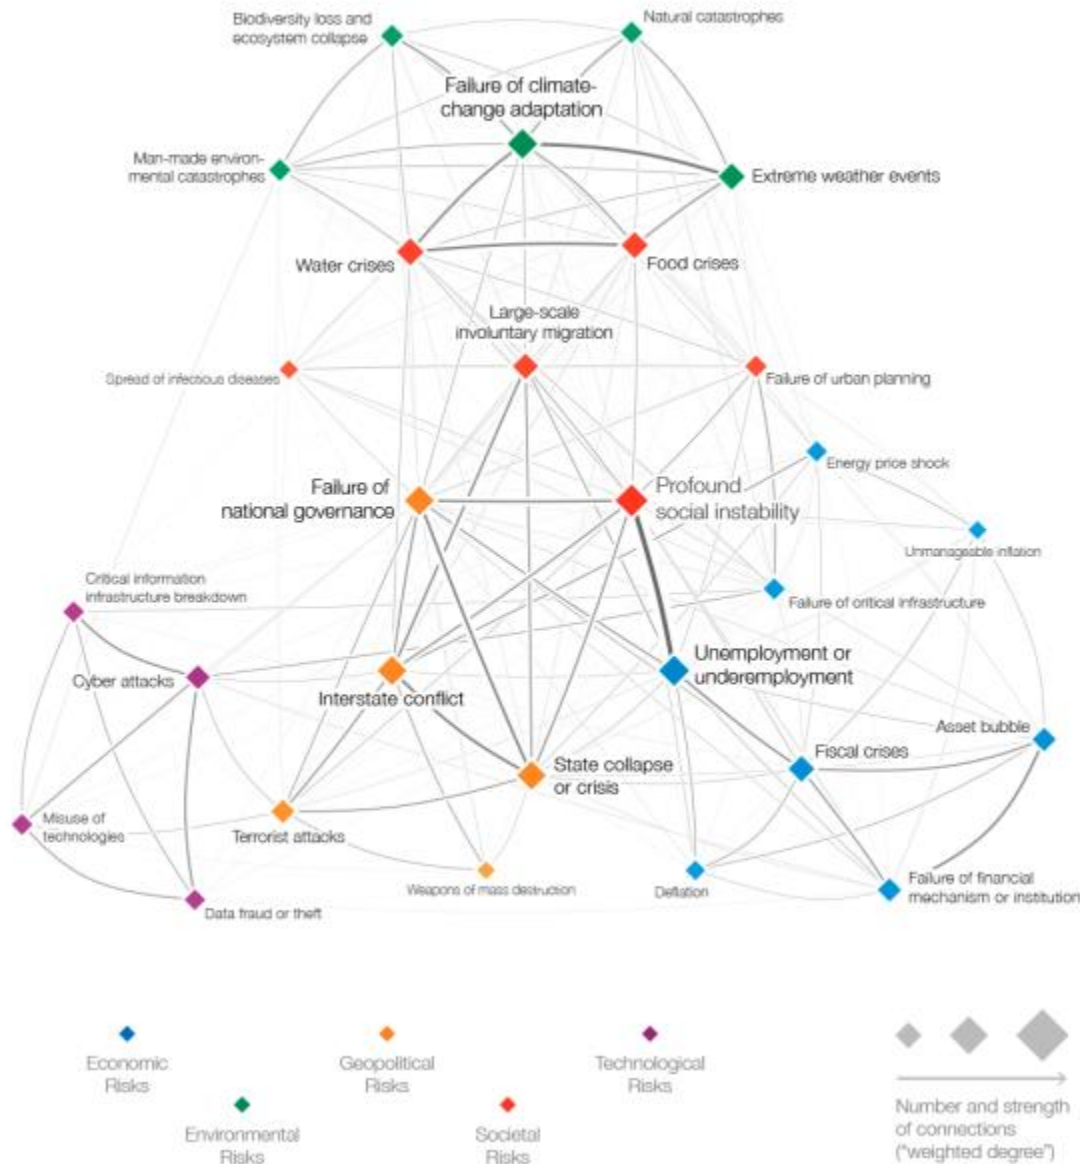 Biodiversity loss and
ecosystem collapse
Natural catastrophes
Failure of climate-
change adaptation
Man-made environ-
mental catastrophes
Extreme weather events
Water crises
Food crises
Large-scale
involuntary migration
Spread of infectious diseases
Failure of urban planning
Energy price shock
Failure of
national governance
Profound
social instability
Unmanageable inflation
Critical information
infrastructure breakdown
Failure of critical infrastructure
Cyber attacks
Unemployment or
underemployment
Interstate conflict
Asset bubble
Fiscal crises
State collapse
or crisis
Misuse of
technologies
Terrorist attacks
Weapons of mass destruction
Deflation
Failure of financial
mechanism or institution
Data fraud or theft
Economic
Risks
Geopolitical
Risks
Technological
Risks
Environmental
Risks
Societal
Risks
Number and strength
of connections
("weighted degree")